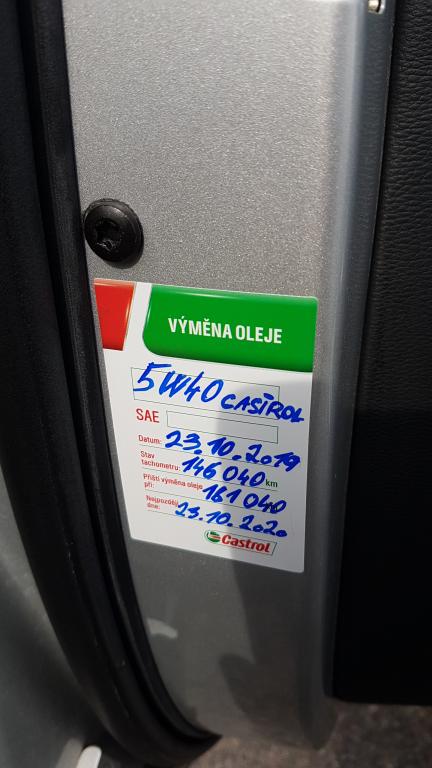 VÝMĚNA OLEJE
5W40 CASTROL
SAE
Datum: 23.10.2019
Stav
tachometru: 146 040 km
Příští výměna oleje
při: 161 040
Nejpozději
dne: 23.10.2020
Castrol